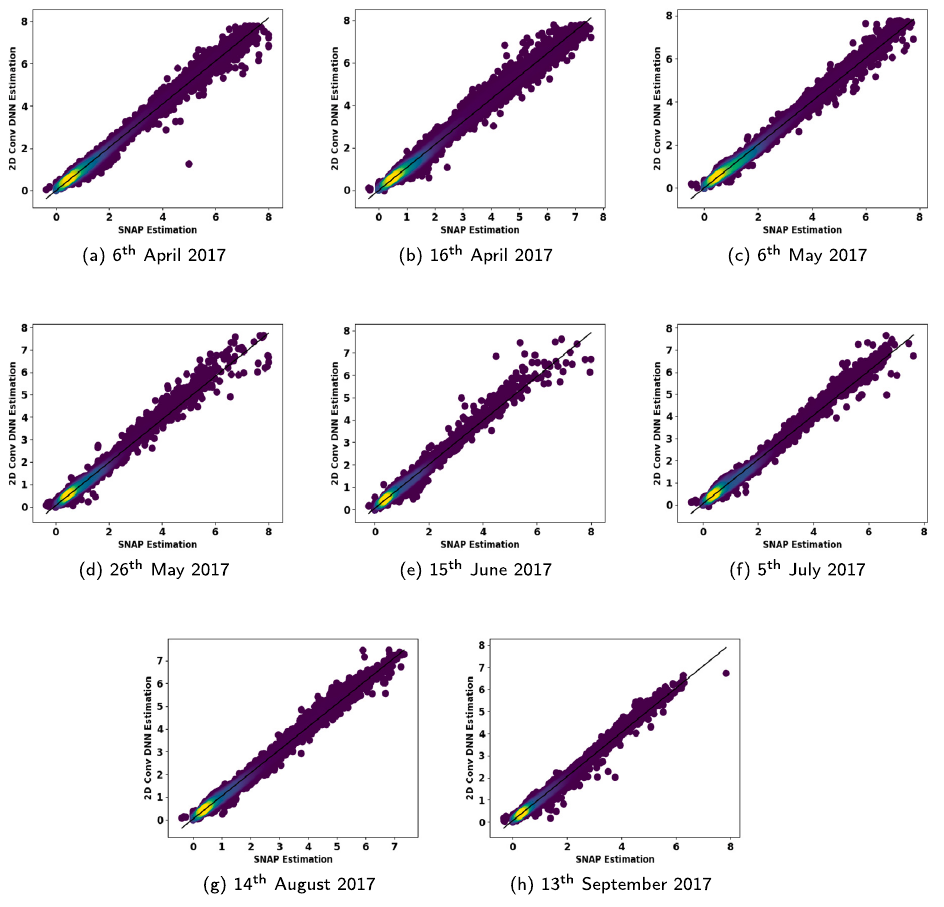 8
6
4
2
0
2D Conv DNN Estimation
0 2 4 6 8
SNAP Estimation
(a) 6th April 2017
8
6
4
2
0
2D Conv DNN Estimation
0 1 2 3 4 5 6 7 8
SNAP Estimation
(b) 16th April 2017
8
6
4
2
0
2D Conv DNN Estimation
0 2 4 6 8
SNAP Estimation
(c) 6th May 2017
8
7
6
5
4
3
2
1
0
2D Conv DNN Estimation
0 2 4 6 8
SNAP Estimation
(d) 26th May 2017
8
7
6
5
4
3
2
1
0
2D Conv DNN Estimation
0 2 4 6 8
SNAP Estimation
(e) 15th June 2017
8
7
6
5
4
3
2
1
0
2D Conv DNN Estimation
0 2 4 6 8
SNAP Estimation
(f) 5th July 2017
7
6
5
4
3
2
1
0
2D Conv DNN Estimation
0 1 2 3 4 5 6 7
SNAP Estimation
(g) 14th August 2017
8
7
6
5
4
3
2
1
0
2D Conv DNN Estimation
0 2 4 6 8
SNAP Estimation
(h) 13th September 2017